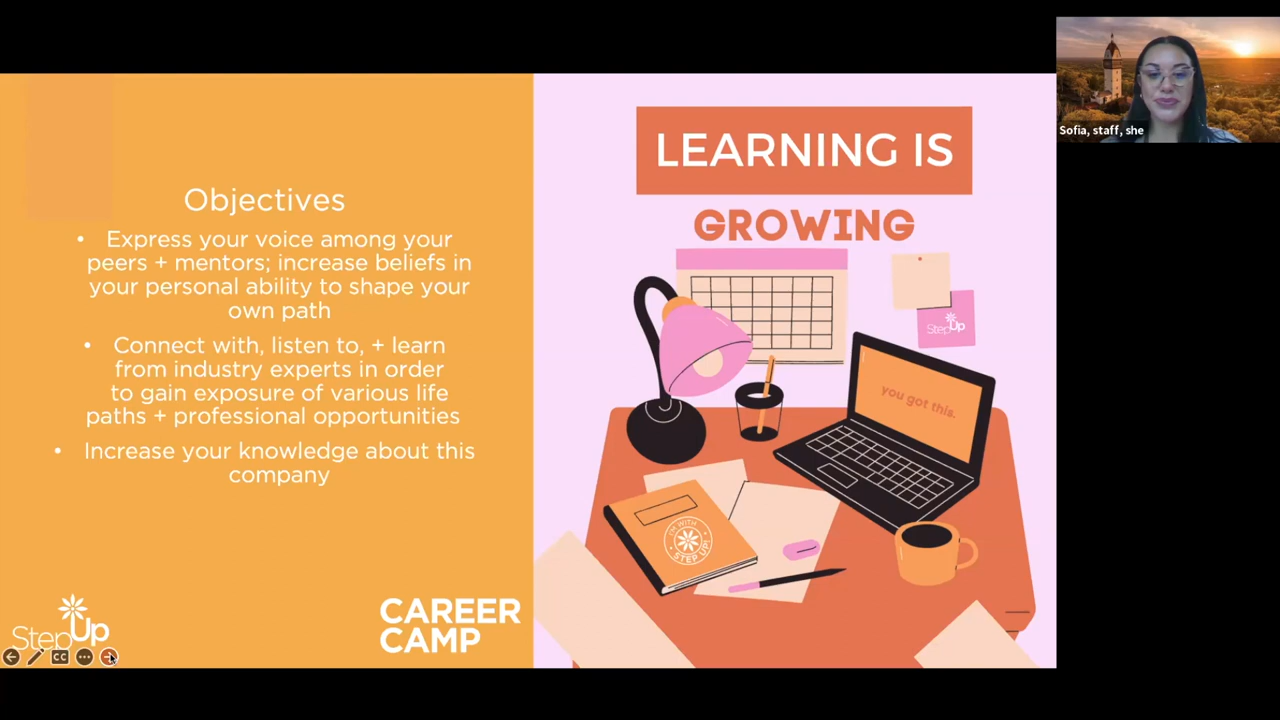 Objectives
• Express your voice among your
peers + mentors; increase beliefs in
your personal ability to shape your
own path
• Connect with, listen to, + learn
from industry experts in order
to gain exposure of various life
paths + professional opportunities
• Increase your knowledge about this
company
StepUp
CAREER
CAMP
CC
LEARNING IS
GROWING
StepUp
you got this.
I'M WITH
STEP UP!
Sofia, staff, she